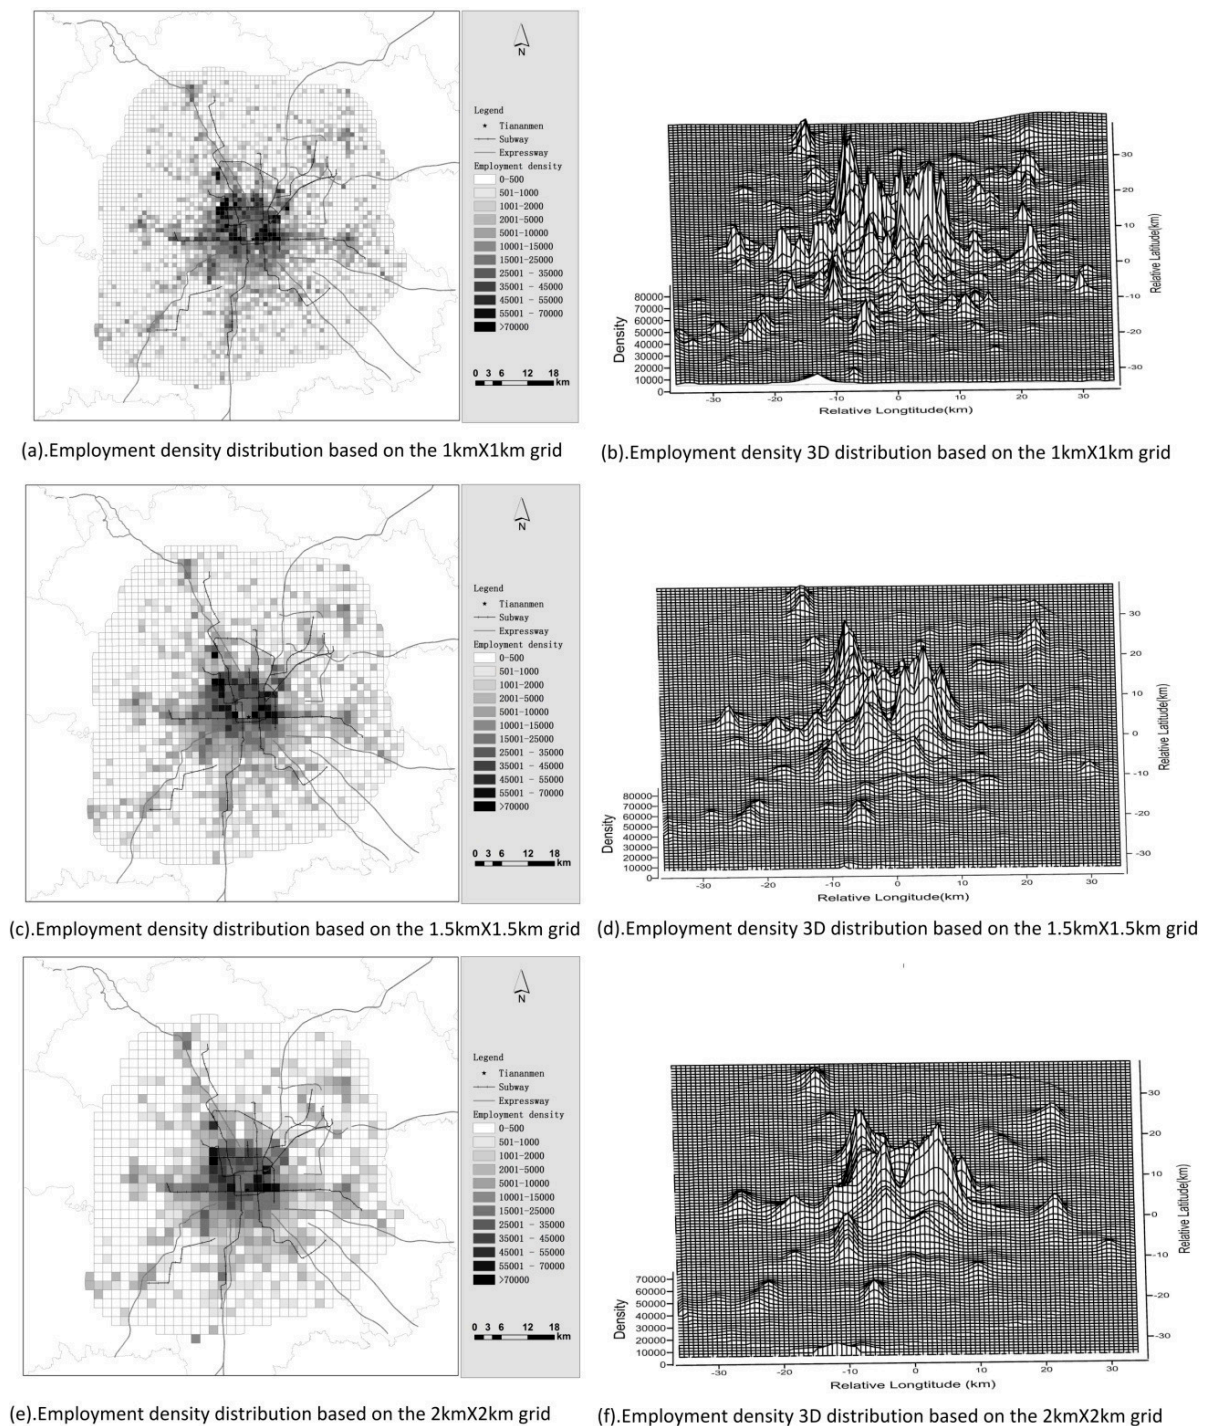 N
Legend
Tiananmen
Subway
Expressway
Employment density
0-500
501-1000
1001-2000
2001-5000
5001-10000
10001-15000
15001-25000
25001 - 35000
35001 - 45000
45001 - 55000
55001 - 70000
>70000
0 3 6 12 18
km
30
20
10
0
-10
-20
-30
Relative Latitude(km)
80000
70000
60000
50000
40000
30000
20000
10000
0
Density
-30 -20 -10 0 10 20 30
Relative Longtitude(km)
(a).Employment density distribution based on the 1kmX1km grid
(b).Employment density 3D distribution based on the 1kmX1km grid
N
Legend
Tiananmen
Subway
Expressway
Employment density
0-500
501-1000
1001-2000
2001-5000
5001-10000
10001-15000
15001-25000
25001 - 35000
35001 - 45000
45001 - 55000
55001 - 70000
>70000
0 3 6 12 18
km
30
20
10
0
-10
-20
-30
Relative Latitude(km)
80000
70000
60000
50000
40000
30000
20000
10000
0
Density
-30 -20 -10 0 10 20 30
Relative Longtitude(km)
(c).Employment density distribution based on the 1.5kmX1.5km grid
(d).Employment density 3D distribution based on the 1.5kmX1.5km grid
N
Legend
Tiananmen
Subway
Expressway
Employment density
0-500
501-1000
1001-2000
2001-5000
5001-10000
10001-15000
15001-25000
25001 - 35000
35001 - 45000
45001 - 55000
55001 - 70000
>70000
0 3 6 12 18
km
30
20
10
0
-10
-20
-30
Relative Latitude(km)
70000
60000
50000
40000
30000
20000
10000
0
Density
-30 -20 -10 0 10 20 30
Relative Longtitude (km)
(e).Employment density distribution based on the 2kmX2km grid
(f).Employment density 3D distribution based on the 2kmX2km grid